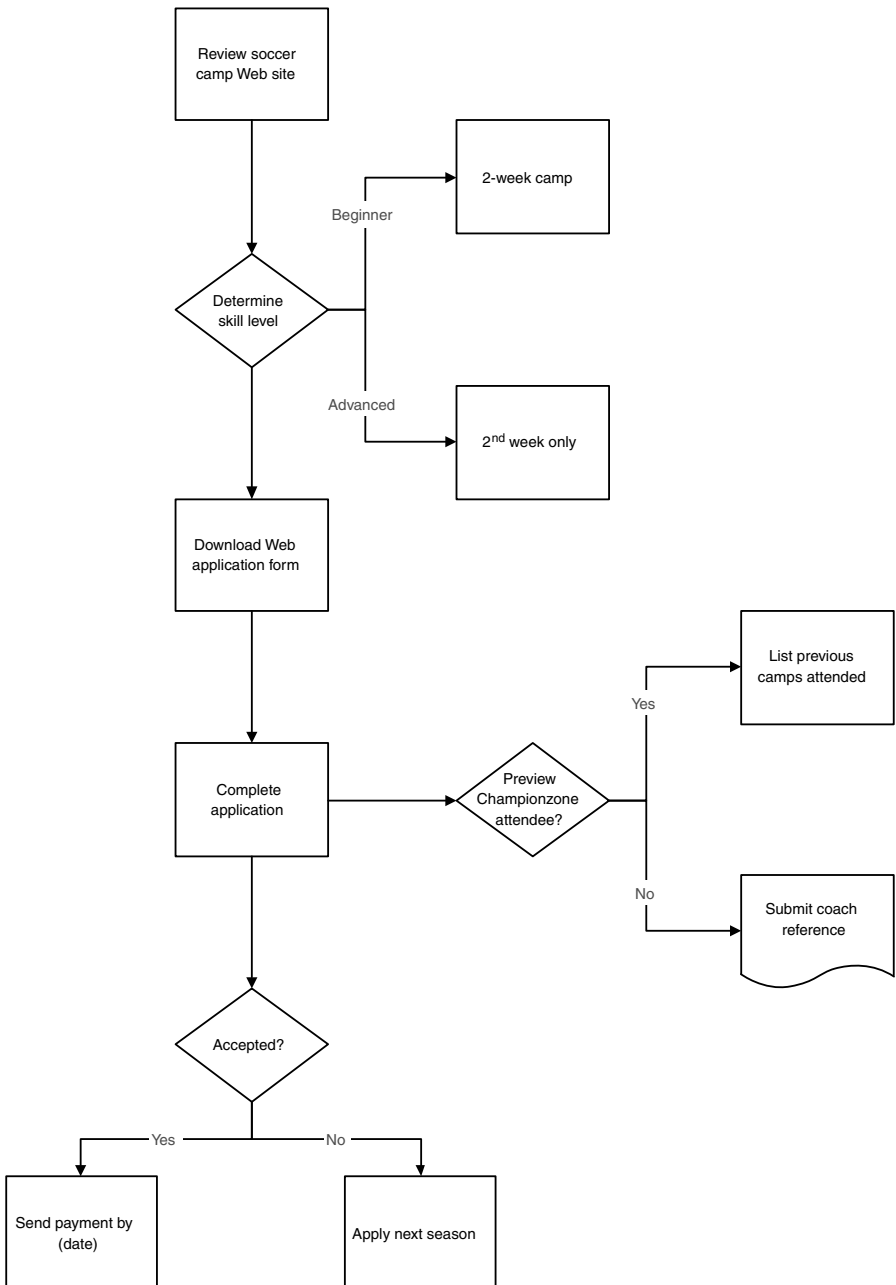 Review soccer
camp Web site
2-week camp
Beginner
Determine
skill level
Advanced
2nd week only
Download Web
application form
List previous
camps attended
Yes
Complete
application
Preview
Championzone
attendee?
No
Submit coach
reference
Accepted?
Yes
No
Send payment by
(date)
Apply next season